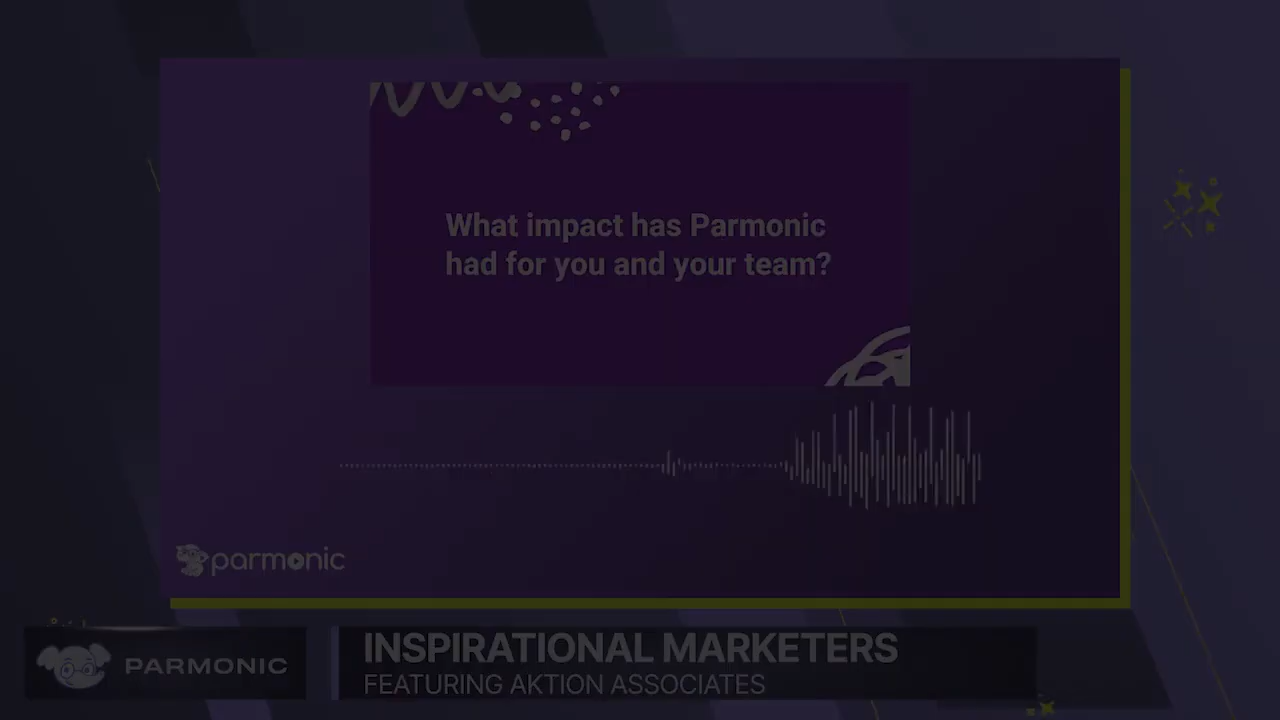 What impact has Parmonic
had for you and your team?
parmonic
PARMONIC
INSPIRATIONAL MARKETERS
FEATURING AKTION ASSOCIATES